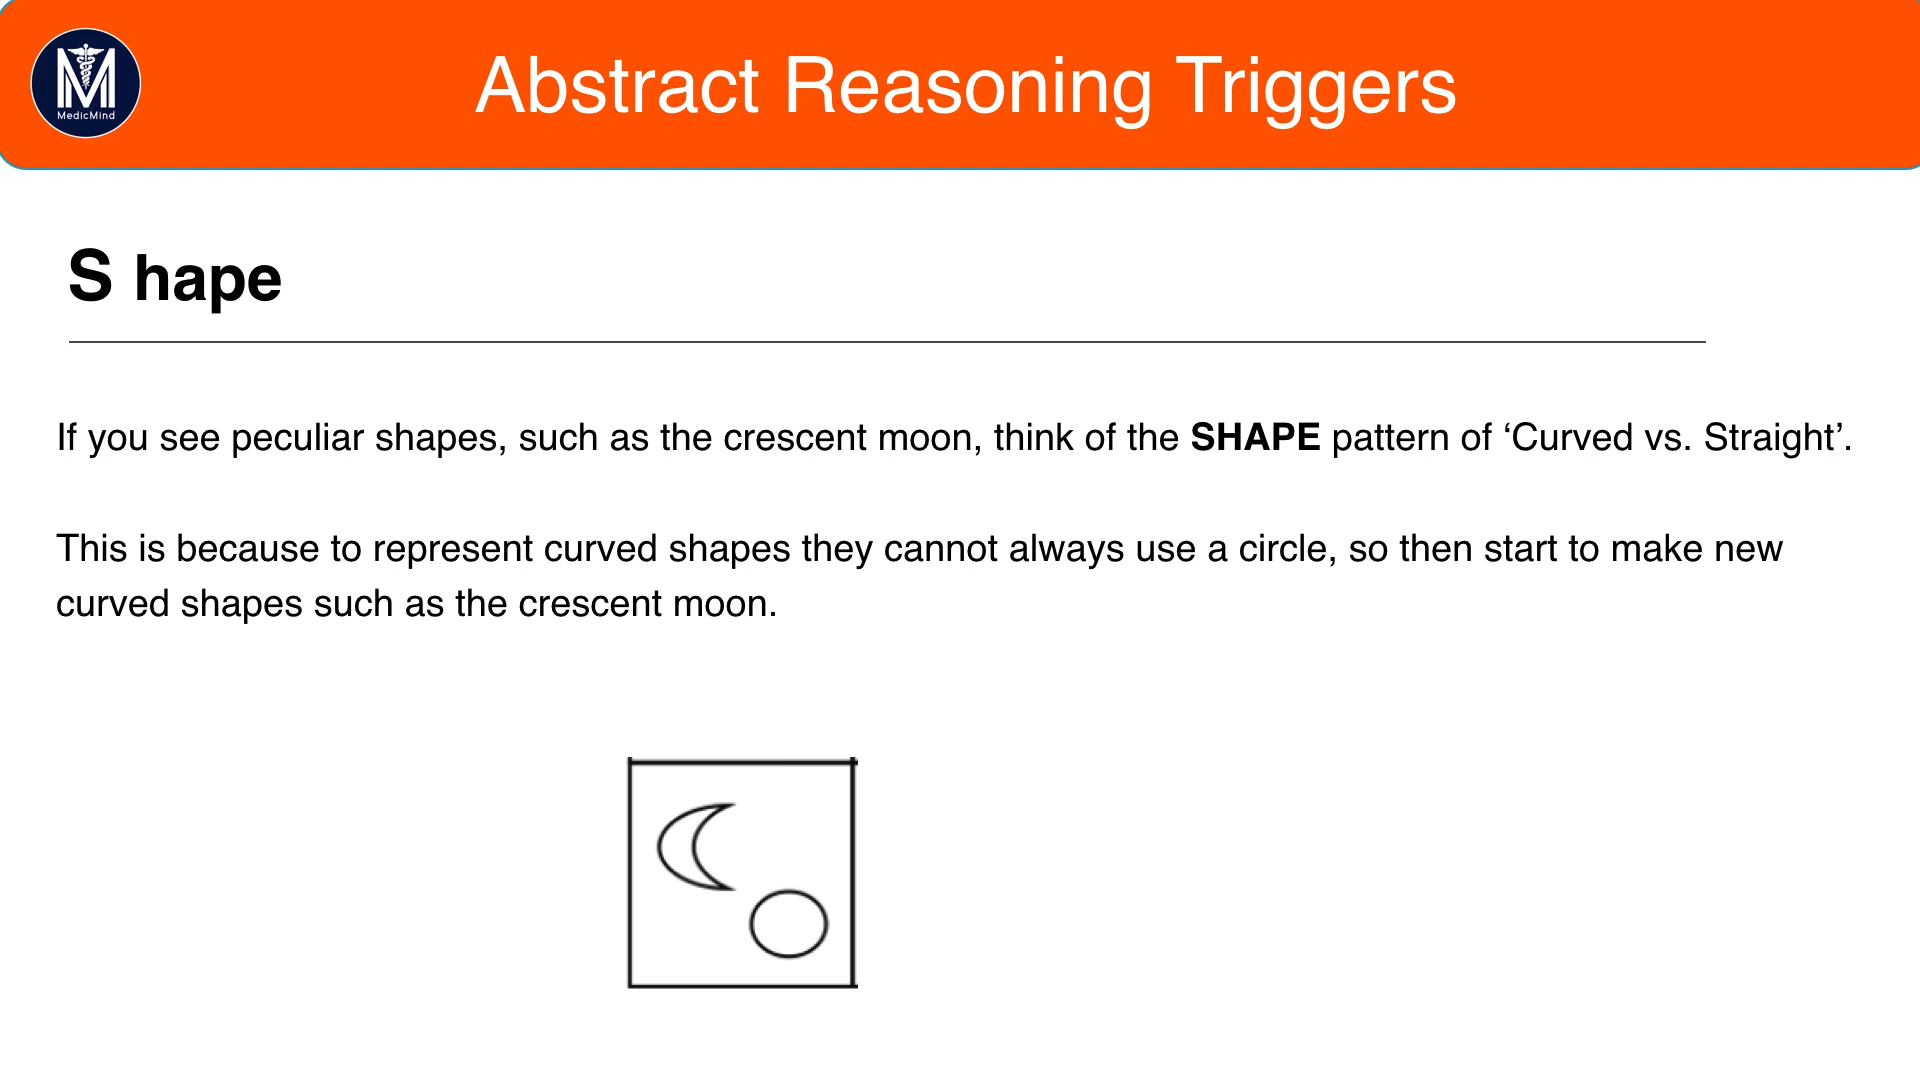 MedicMind
Abstract Reasoning Triggers
S hape
If you see peculiar shapes, such as the crescent moon, think of the SHAPE pattern of ‘Curved vs. Straight’.
This is because to represent curved shapes they cannot always use a circle, so then start to make new
curved shapes such as the crescent moon.